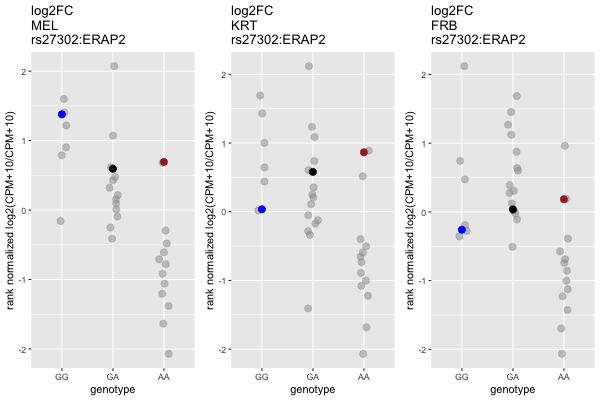 log2FC
MEL
rs27302:ERAP2
rank normalized log2(CPM+10/CPM+10)
2
1
0
-1
-2
GG
GA
AA
genotype
log2FC
KRT
rs27302:ERAP2
rank normalized log2(CPM+10/CPM+10)
2
1
0
-1
-2
GG
GA
AA
genotype
log2FC
FRB
rs27302:ERAP2
rank normalized log2(CPM+10/CPM+10)
2
1
0
-1
-2
GG
GA
AA
genotype